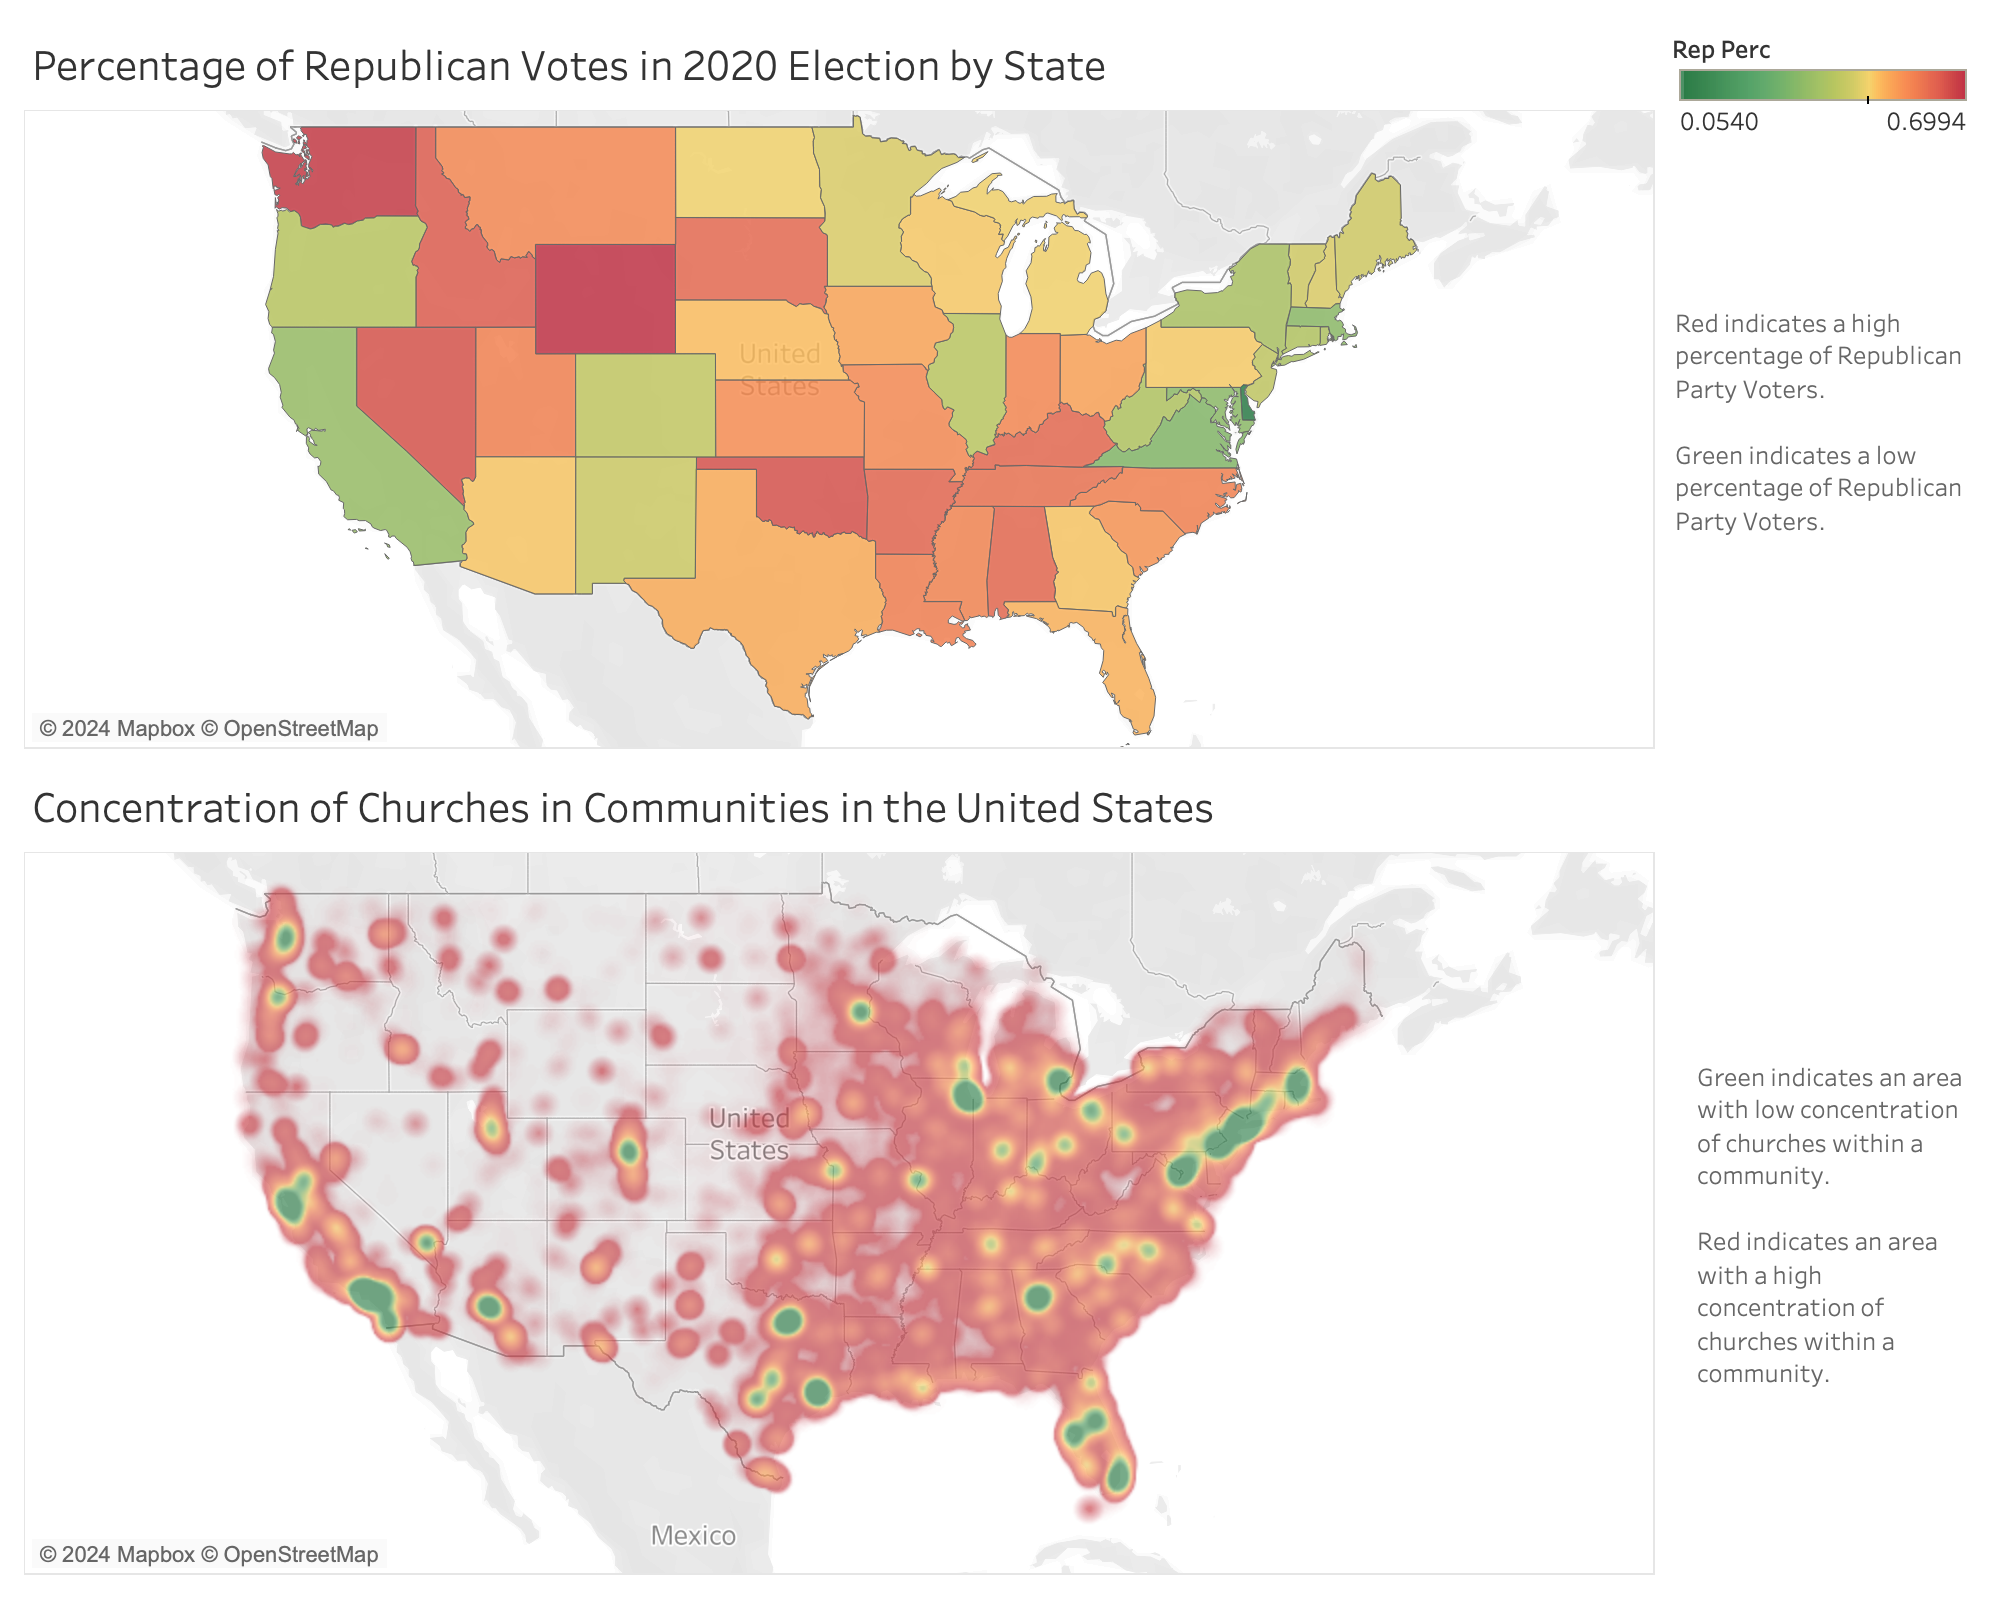 Percentage of Republican Votes in 2020 Election by State
Rep Perc
0.0540
0.6994
United
States
Red indicates a high
percentage of Republican
Party Voters.
Green indicates a low
percentage of Republican
Party Voters.
© 2024 Mapbox © OpenStreetMap
Concentration of Churches in Communities in the United States
United
States
Mexico
Green indicates an area
with low concentration
of churches within a
community.
Red indicates an area
with a high
concentration of
churches within a
community.
© 2024 Mapbox © OpenStreetMap